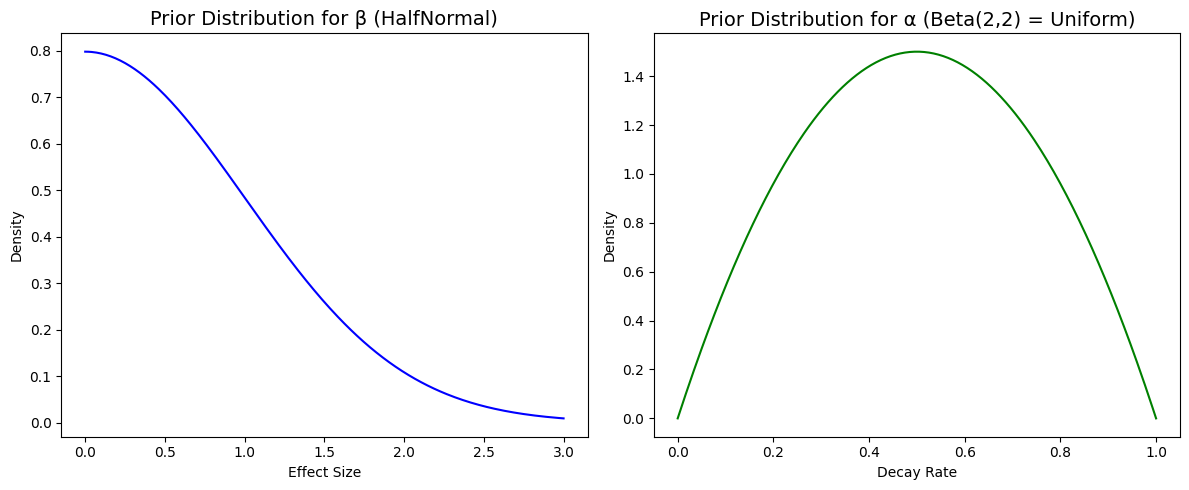 Prior Distribution for β (HalfNormal)
0.8
0.7
0.6
0.5
0.4
0.3
0.2
0.1
0.0
Density
0.0 0.5 1.0 1.5 2.0 2.5 3.0
Effect Size
Prior Distribution for α (Beta(2,2) = Uniform)
1.4
1.2
1.0
0.8
0.6
0.4
0.2
0.0
Density
0.0 0.2 0.4 0.6 0.8 1.0
Decay Rate